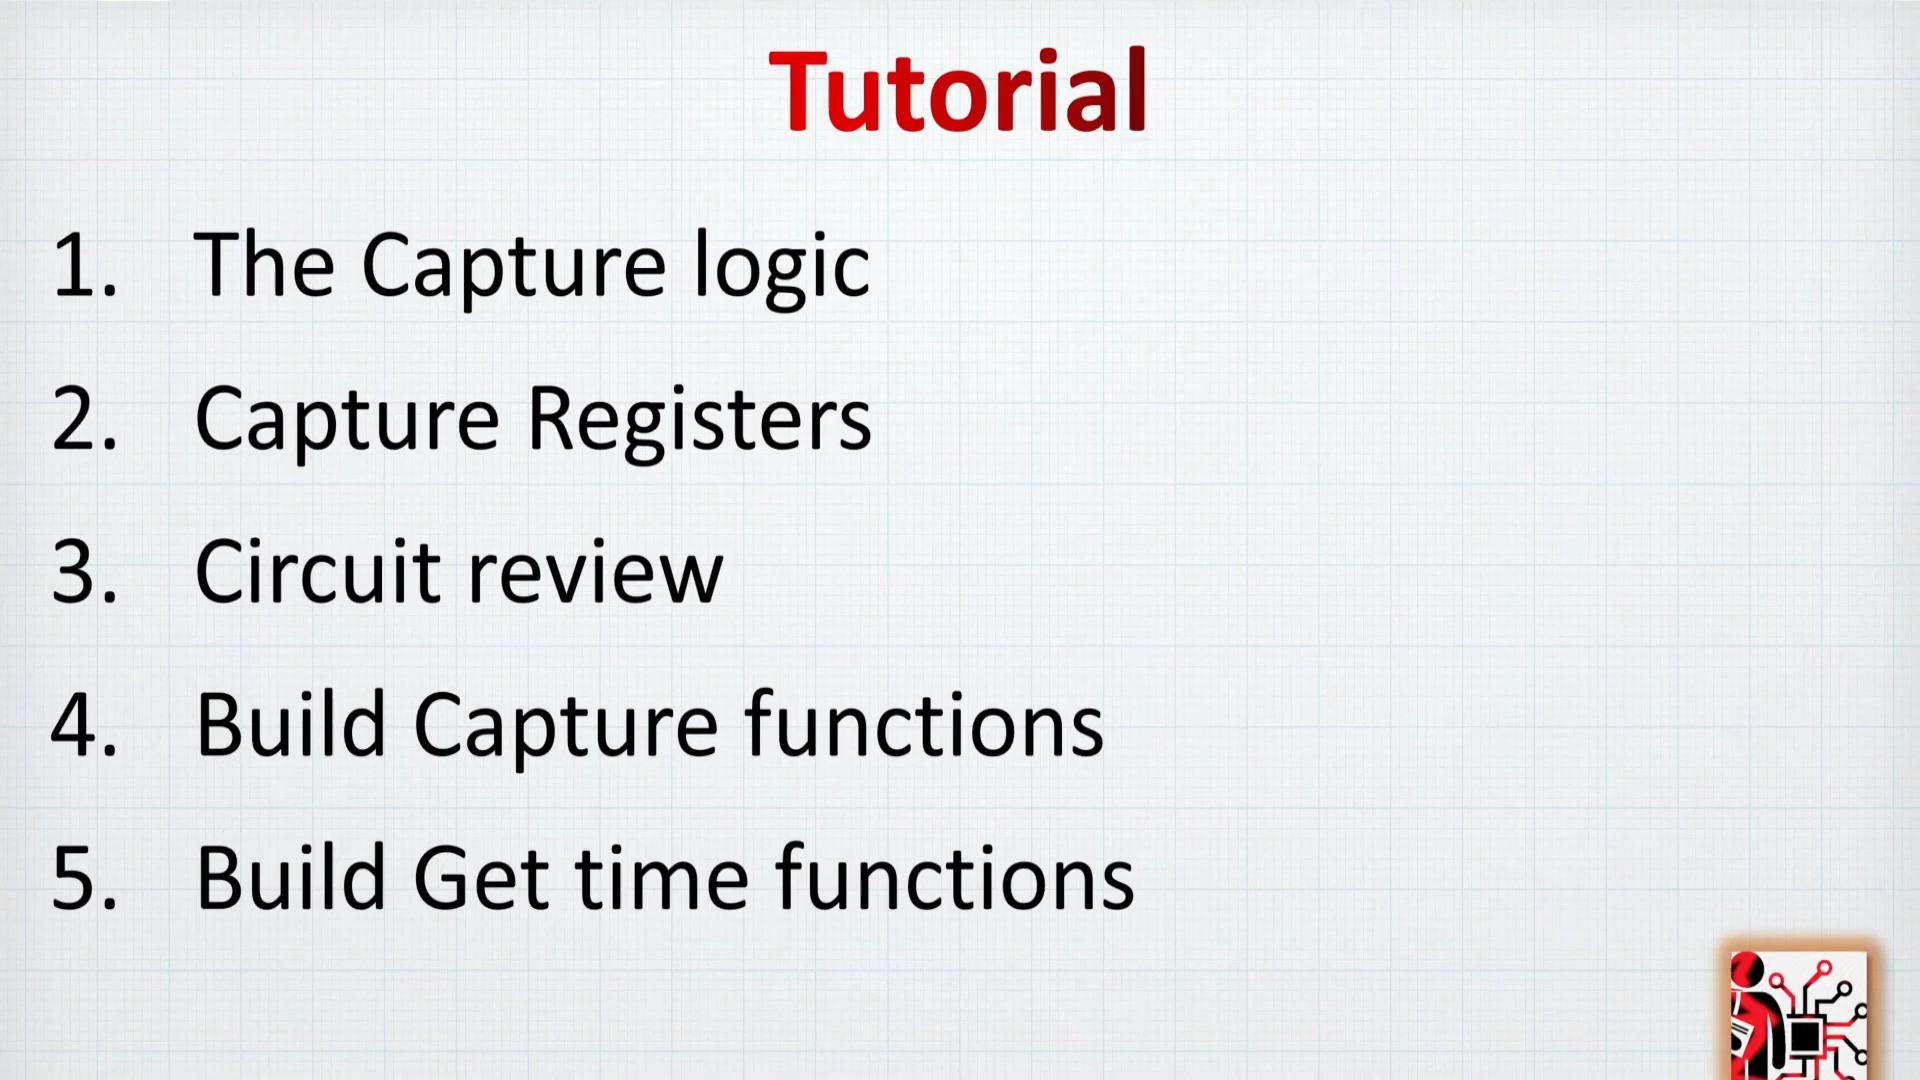 Tutorial
1. The Capture logic
2. Capture Registers
3. Circuit review
4. Build Capture functions
5. Build Get time functions